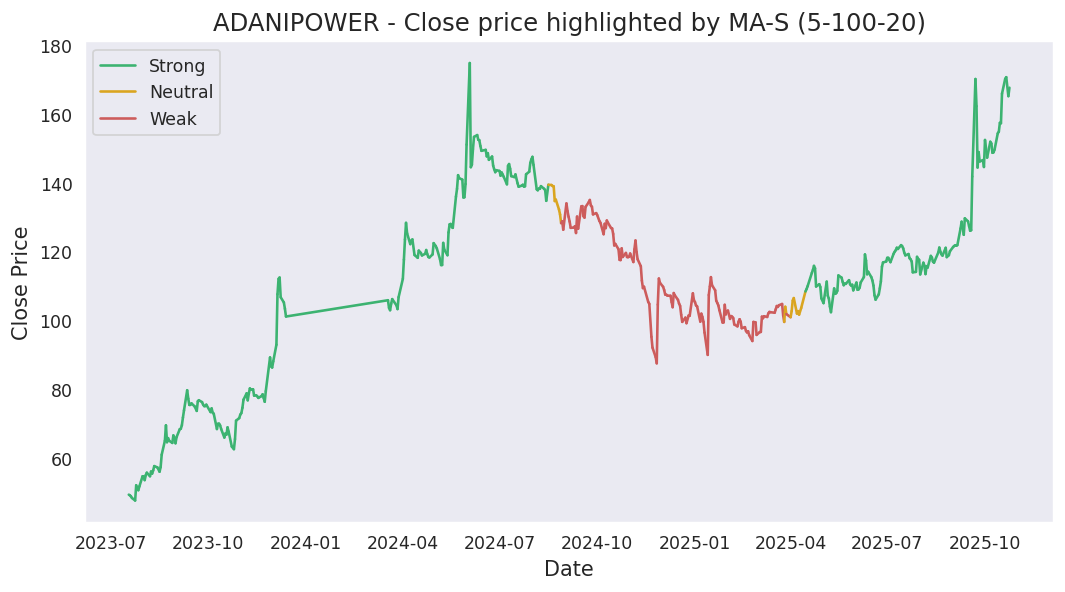 ADANIPOWER - Close price highlighted by MA-S (5-100-20)
Strong
Neutral
Weak
Close Price
180
160
140
120
100
80
60
2023-07 2023-10 2024-01 2024-04 2024-07 2024-10 2025-01 2025-04 2025-07 2025-10
Date